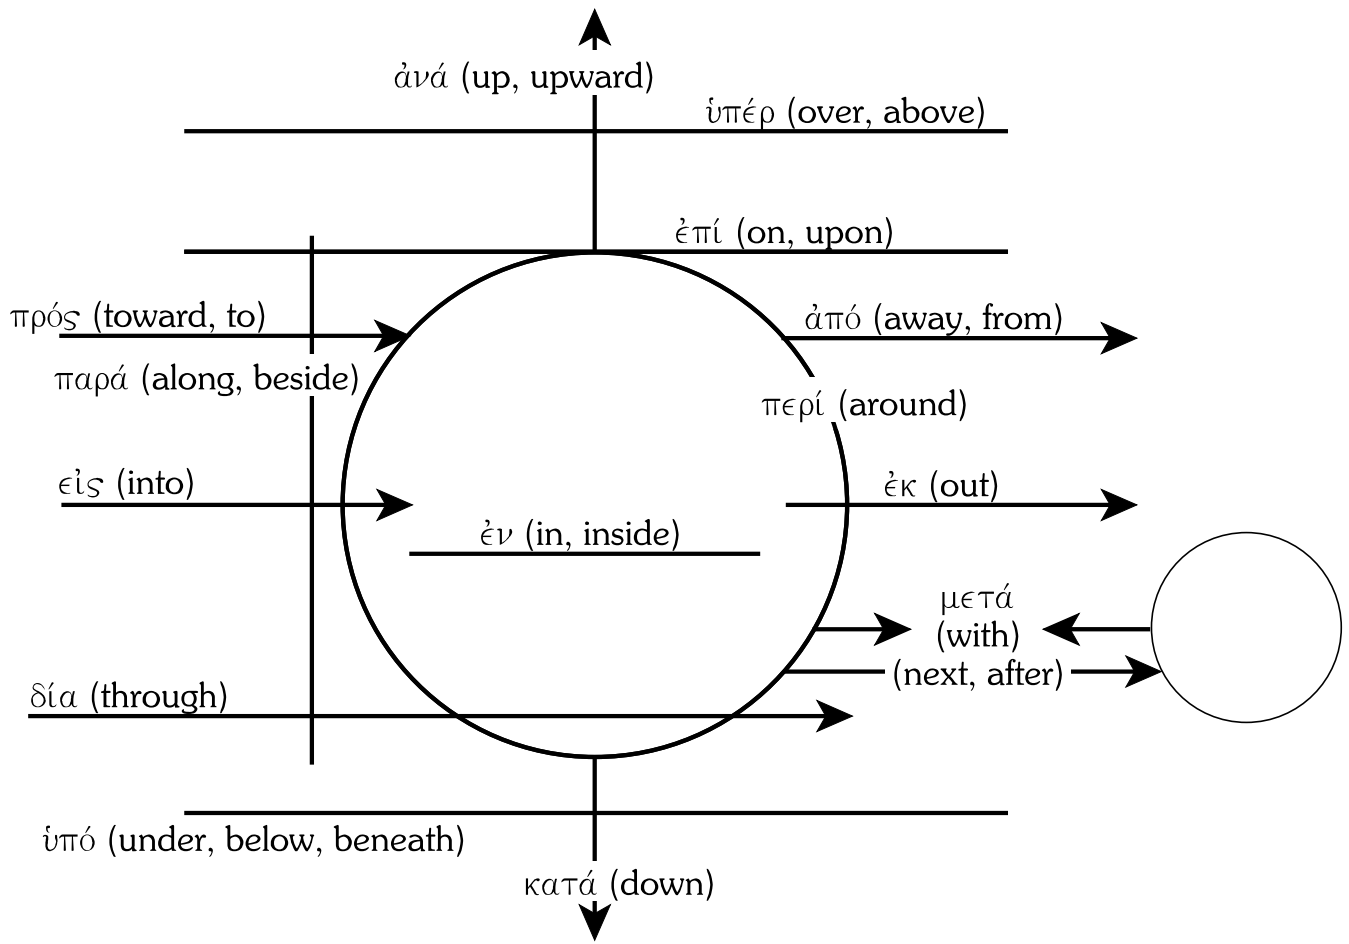 ἀνά (up, upward)
ὑπέρ (over, above)
ἐπί (on, upon)
πρός (toward, to)
ἀπό (away, from)
παρά (along, beside)
περί (around)
εἰς (into)
ἐκ (out)
ἐν (in, inside)
μετά
(with)
(next, after)
δία (through)
ὑπό (under, below, beneath)
κατά (down)